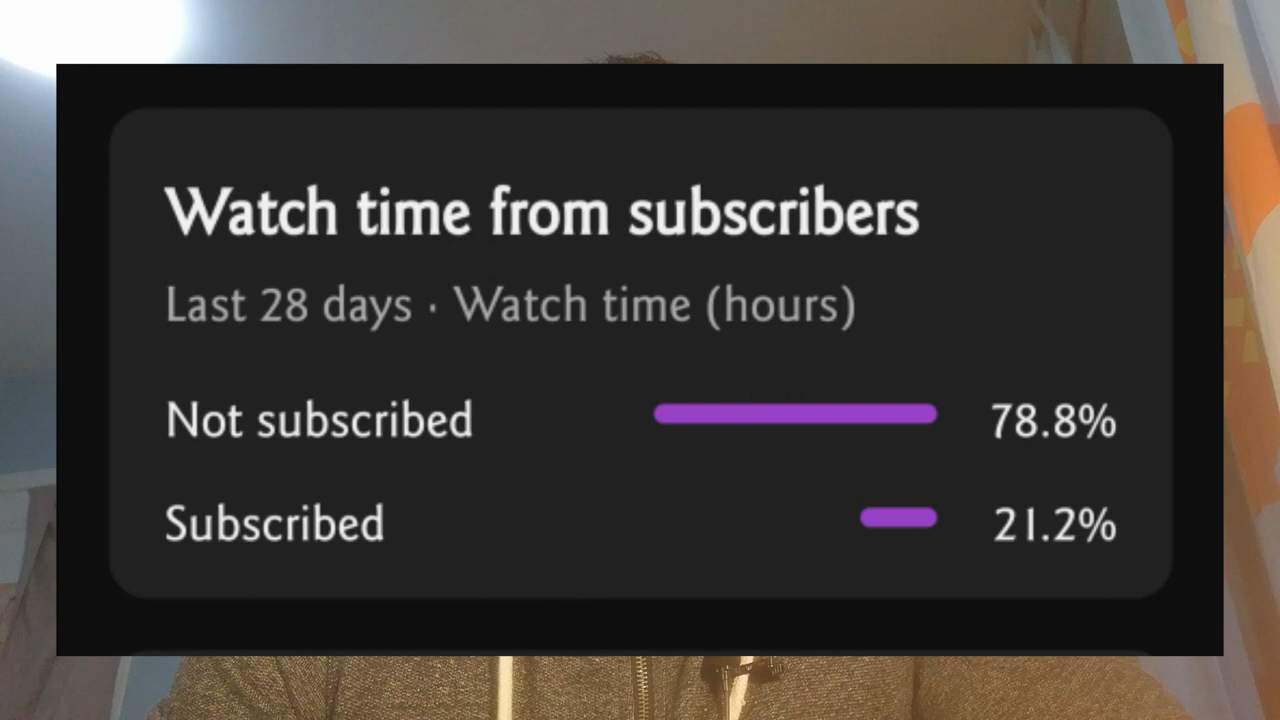 Watch time from subscribers
Last 28 days · Watch time (hours)
Not subscribed 78.8%
Subscribed 21.2%